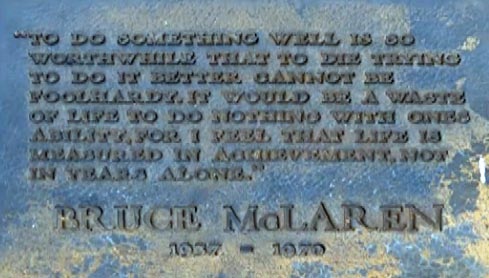 "TO DO SOMETHING WELL IS SO
WORTHWHILE THAT TO DIE TRYING
TO DO IT BETTER CANNOT BE
FOOLHARDY. IT WOULD BE A WASTE
OF LIFE TO DO NOTHING WITH ONES
ABILITY, FOR I FEEL THAT LIFE IS
MEASURED IN ACHIEVEMENT, NOT
IN YEARS ALONE."
BRUCE McLAREN
1937 - 1970